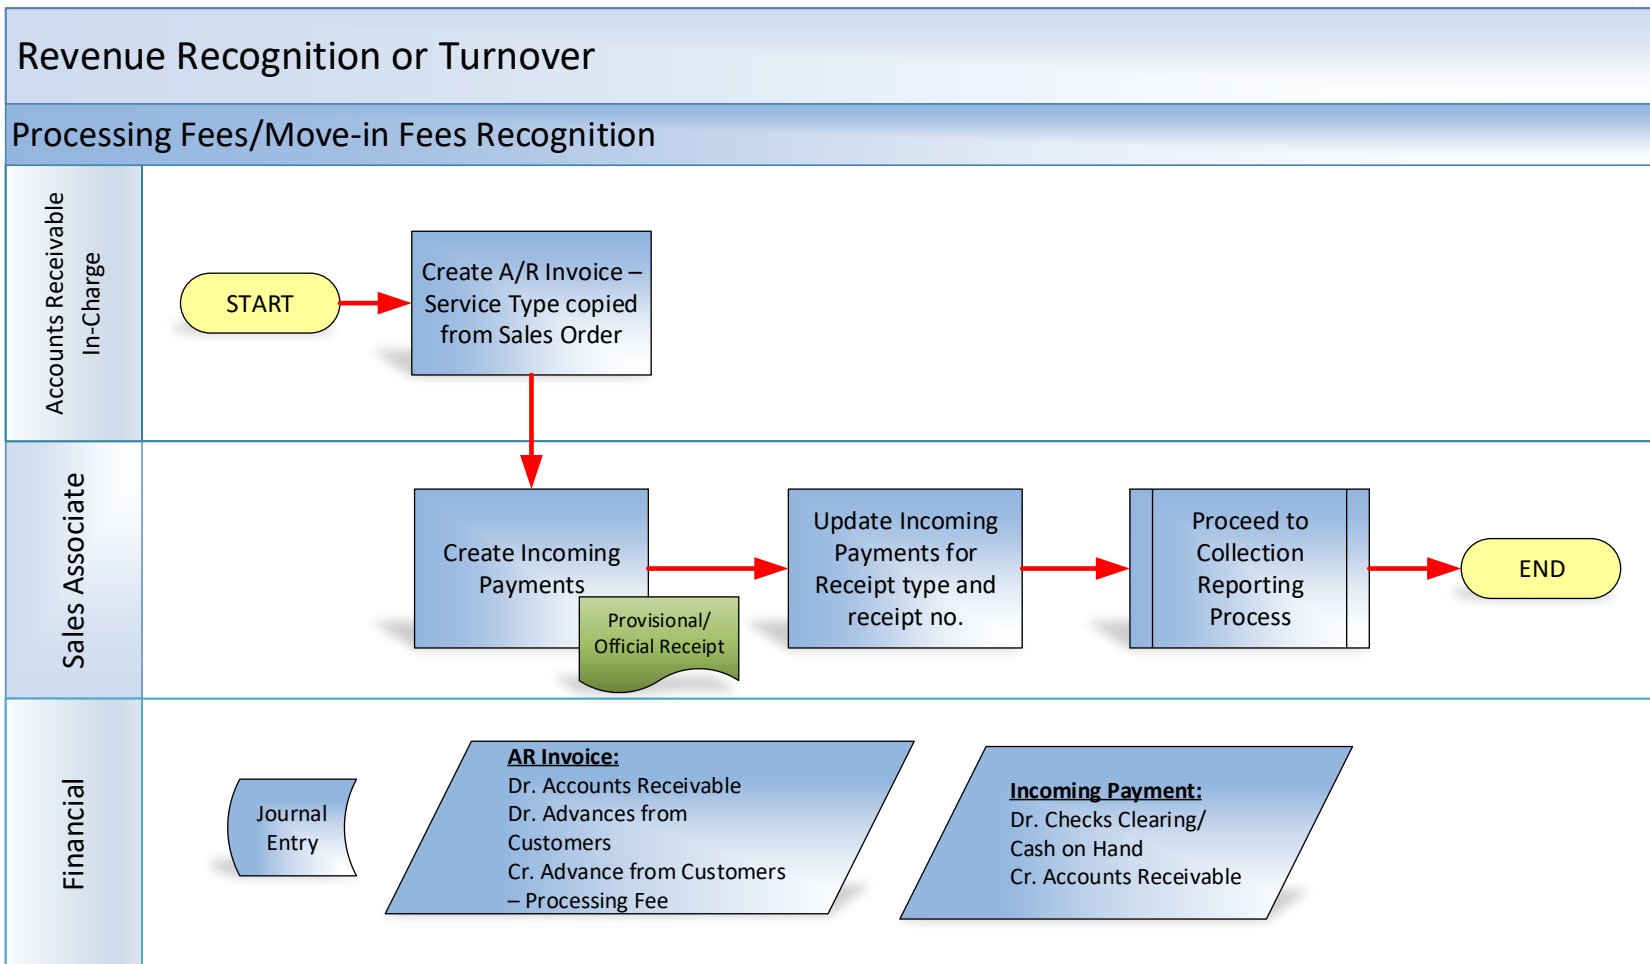 Revenue Recognition or Turnover
Processing Fees/Move-in Fees Recognition
Accounts Receivable
In-Charge
START
Create A/R Invoice –
Service Type copied
from Sales Order
Sales Associate
Create Incoming
Payments
Provisional/
Official Receipt
Update Incoming
Payments for
Receipt type and
receipt no.
Proceed to
Collection
Reporting
Process
END
Financial
Journal
Entry
AR Invoice:
Dr. Accounts Receivable
Dr. Advances from
Customers
Cr. Advance from Customers
– Processing Fee
Incoming Payment:
Dr. Checks Clearing/
Cash on Hand
Cr. Accounts Receivable